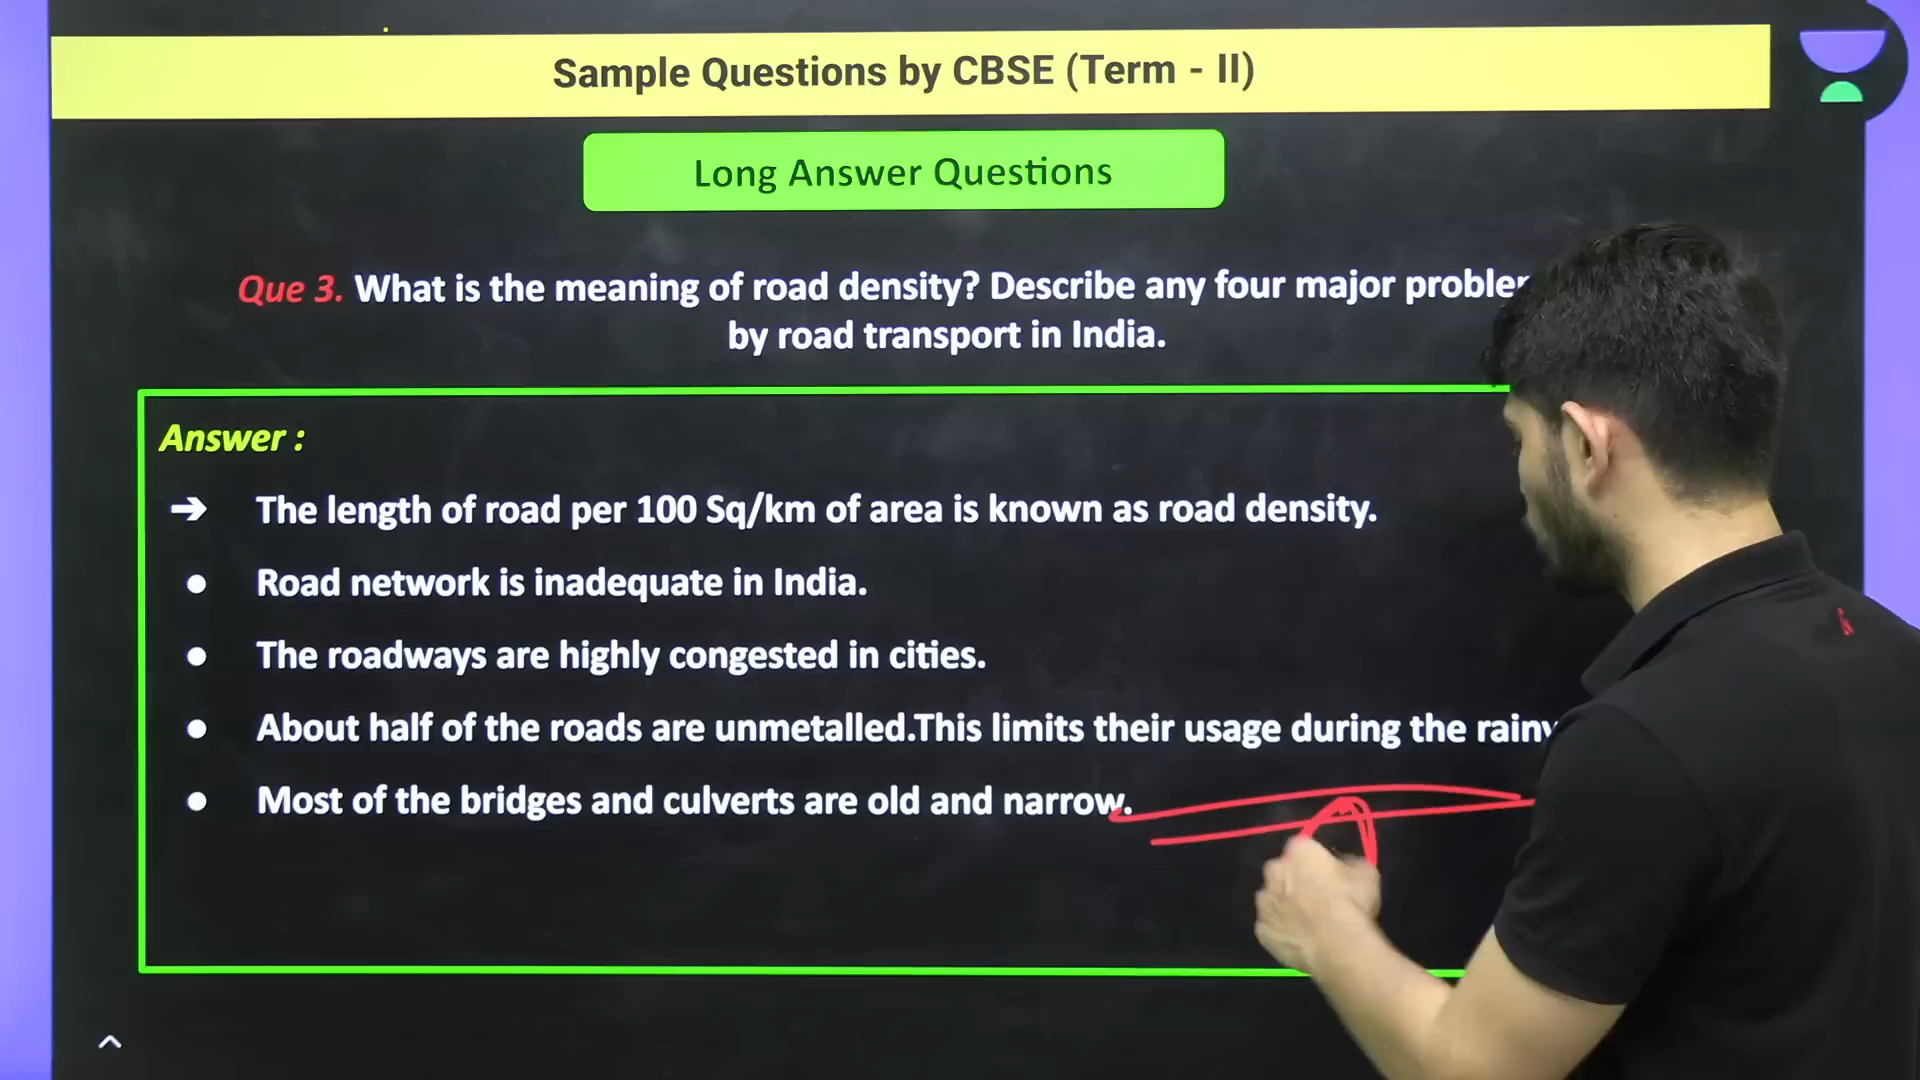 Sample Questions by CBSE (Term - II)
Long Answer Questions
Que 3. What is the meaning of road density? Describe any four major
by road transport in India.
Answer :
➔ The length of road per 100 Sq/km of area is known as road density.
● Road network is inadequate in India.
● The roadways are highly congested in cities.
● About half of the roads are unmetalled.This limits their usage during the
● Most of the bridges and culverts are old and narrow.